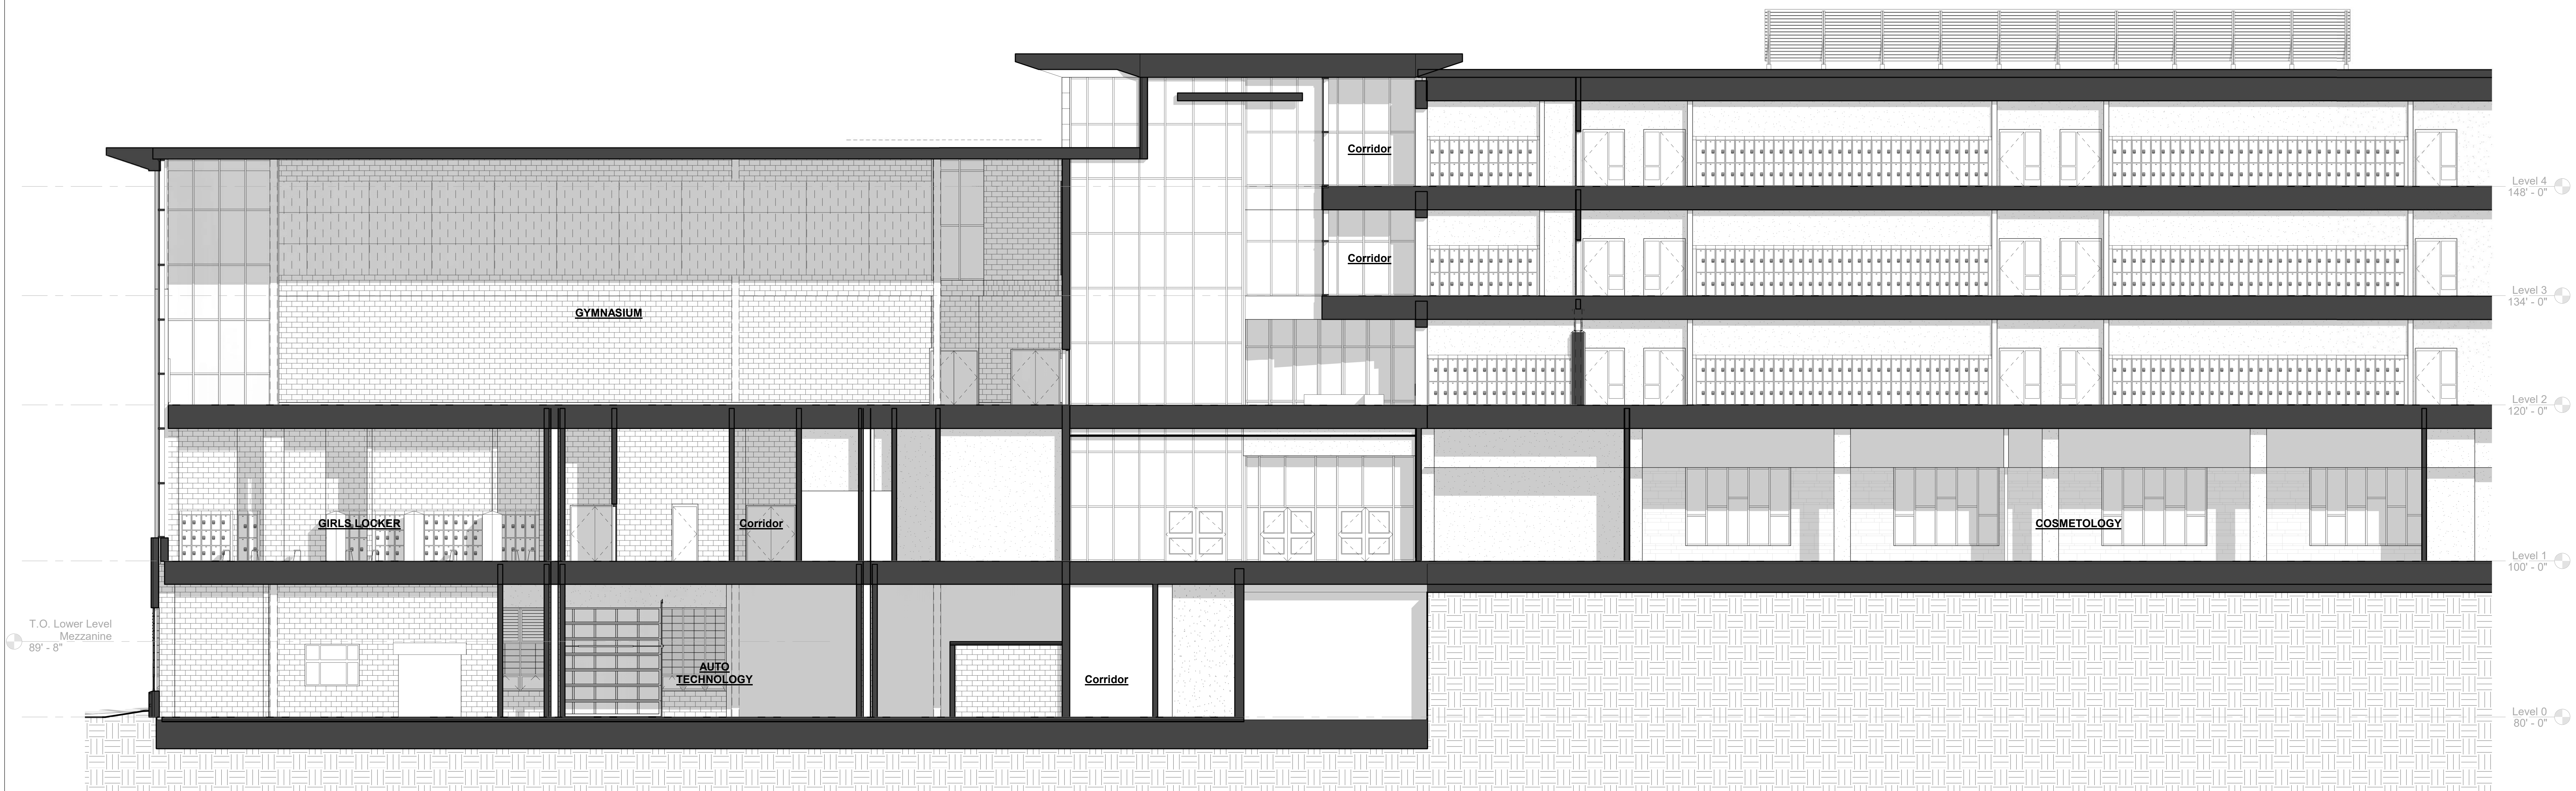 Corridor
Level 4
148' - 0"
Corridor
Level 3
134' - 0"
GYMNASIUM
Level 2
120' - 0"
GIRLS LOCKER
Corridor
COSMETOLOGY
Level 1
100' - 0"
T.O. Lower Level
Mezzanine
89' - 8"
AUTO
TECHNOLOGY
Corridor
Level 0
80' - 0"